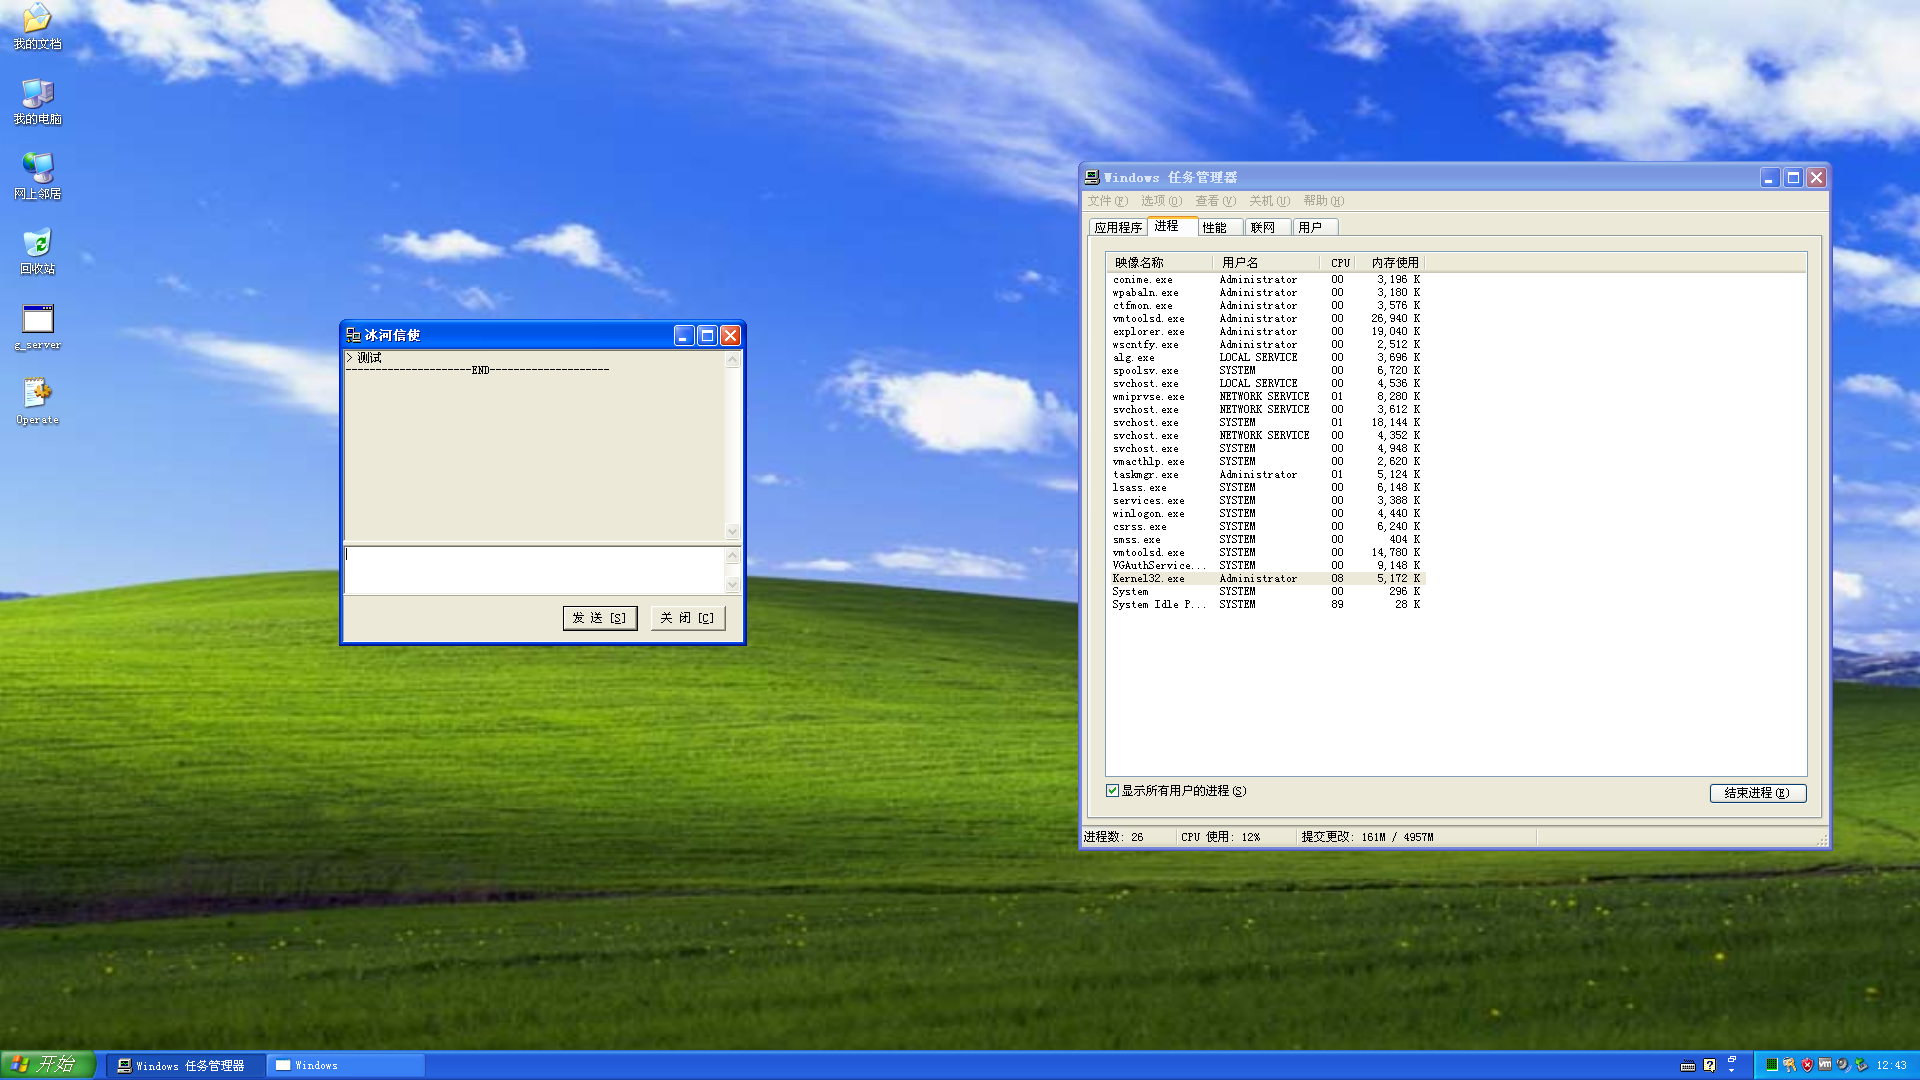 我的文档
我的电脑
网上邻居
回收站
g_server
Operate
冰河信使
> 测试
---------------------END--------------------
发 送 [S]
关 闭 [C]
Windows 任务管理器
文件(F) 选项(O) 查看(V) 关机(U) 帮助(H)
应用程序 进程 性能 联网 用户
映像名称 用户名 CPU 内存使用
conime.exe Administrator 00 3,196 K
wpabaln.exe Administrator 00 3,180 K
ctfmon.exe Administrator 00 3,576 K
vmtoolsd.exe Administrator 00 26,940 K
explorer.exe Administrator 00 19,040 K
wscntfy.exe Administrator 00 2,512 K
alg.exe LOCAL SERVICE 00 3,696 K
spoolsv.exe SYSTEM 00 6,720 K
svchost.exe LOCAL SERVICE 00 4,536 K
wmiprvse.exe NETWORK SERVICE 01 8,280 K
svchost.exe NETWORK SERVICE 00 3,612 K
svchost.exe SYSTEM 01 18,144 K
svchost.exe NETWORK SERVICE 00 4,352 K
svchost.exe SYSTEM 00 4,948 K
vmacthlp.exe SYSTEM 00 2,620 K
taskmgr.exe Administrator 01 5,124 K
lsass.exe SYSTEM 00 6,148 K
services.exe SYSTEM 00 3,388 K
winlogon.exe SYSTEM 00 4,440 K
csrss.exe SYSTEM 00 6,240 K
smss.exe SYSTEM 00 404 K
vmtoolsd.exe SYSTEM 00 14,780 K
VGAuthService... SYSTEM 00 9,148 K
Kernel32.exe Administrator 08 5,172 K
System SYSTEM 00 296 K
System Idle P... SYSTEM 89 28 K
显示所有用户的进程(S)
结束进程(E)
进程数: 26 CPU 使用: 12% 提交更改: 161M / 4957M
开始 Windows 任务管理器 Windows 12:43